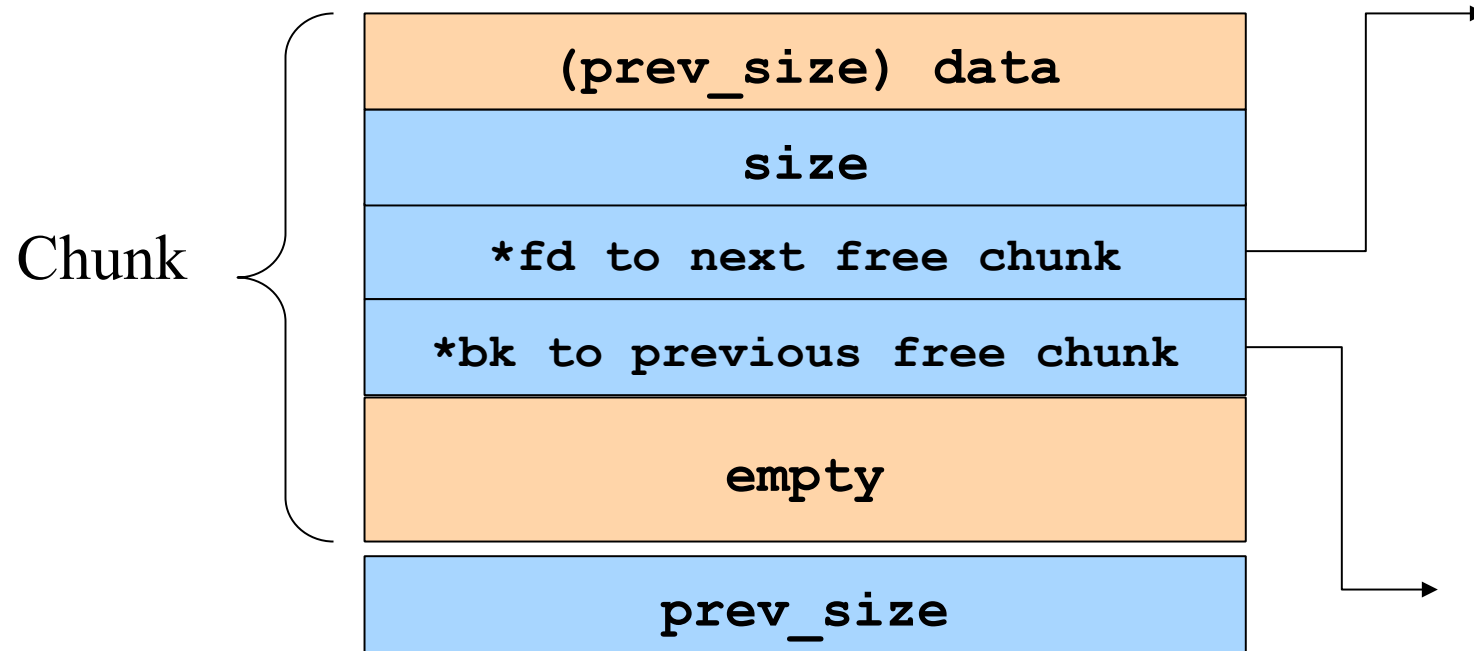 (prev_size) data
size
Chunk
*fd to next free chunk
*bk to previous free chunk
empty
prev_size